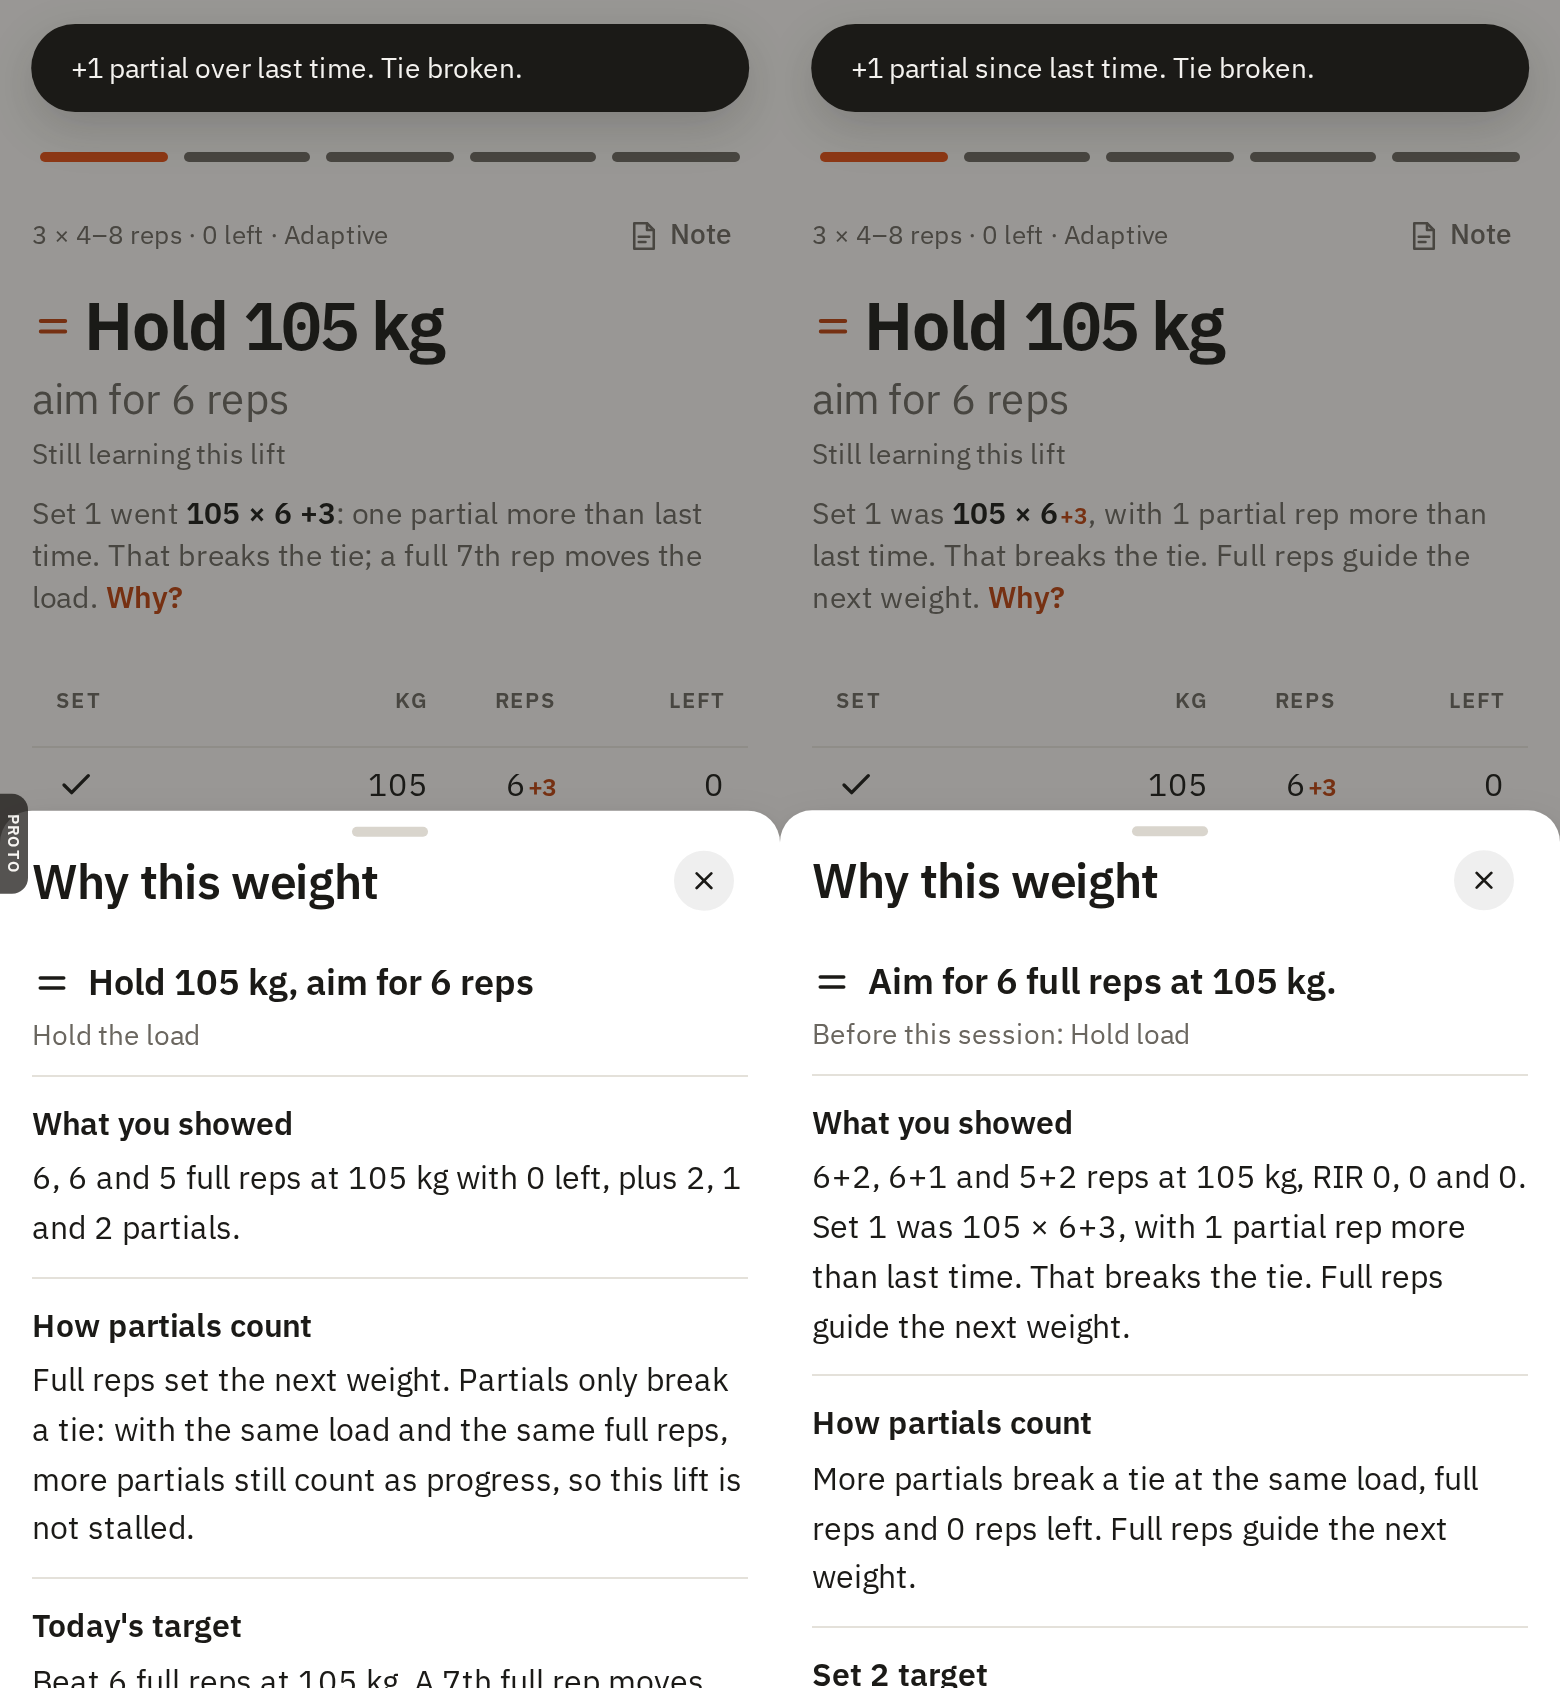 +1 partial over last time. Tie broken.
3 × 4–8 reps · 0 left · Adaptive
Note
= Hold 105 kg
aim for 6 reps
Still learning this lift
Set 1 went 105 × 6 +3: one partial more than last
time. That breaks the tie; a full 7th rep moves the
load. Why?
SET KG REPS LEFT
105 6+3 0
PROTO
Why this weight
= Hold 105 kg, aim for 6 reps
Hold the load
What you showed
6, 6 and 5 full reps at 105 kg with 0 left, plus 2, 1
and 2 partials.
How partials count
Full reps set the next weight. Partials only break
a tie: with the same load and the same full reps,
more partials still count as progress, so this lift is
not stalled.
Today's target
Beat 6 full reps at 105 kg. A 7th full rep moves
+1 partial since last time. Tie broken.
3 × 4–8 reps · 0 left · Adaptive
Note
= Hold 105 kg
aim for 6 reps
Still learning this lift
Set 1 was 105 × 6+3, with 1 partial rep more than
last time. That breaks the tie. Full reps guide the
next weight. Why?
SET KG REPS LEFT
105 6+3 0
Why this weight
= Aim for 6 full reps at 105 kg.
Before this session: Hold load
What you showed
6+2, 6+1 and 5+2 reps at 105 kg, RIR 0, 0 and 0.
Set 1 was 105 × 6+3, with 1 partial rep more
than last time. That breaks the tie. Full reps
guide the next weight.
How partials count
More partials break a tie at the same load, full
reps and 0 reps left. Full reps guide the next
weight.
Set 2 target